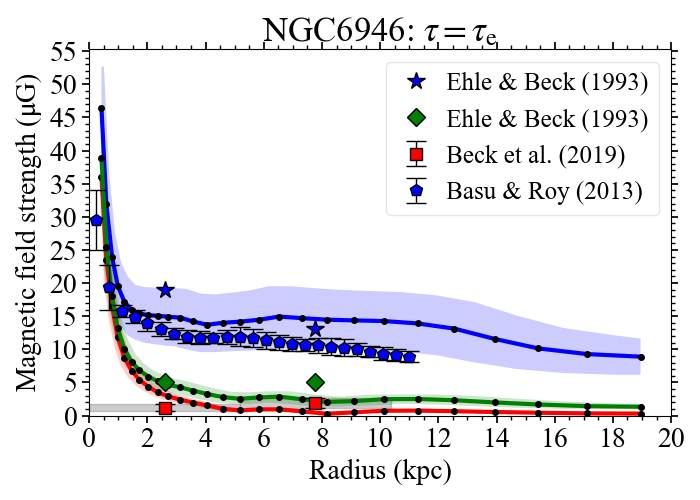 NGC6946: τ = τe
Magnetic field strength (μG)
55
50
45
40
35
30
25
20
15
10
5
0
Ehle & Beck (1993)
Ehle & Beck (1993)
Beck et al. (2019)
Basu & Roy (2013)
0 2 4 6 8 10 12 14 16 18 20
Radius (kpc)